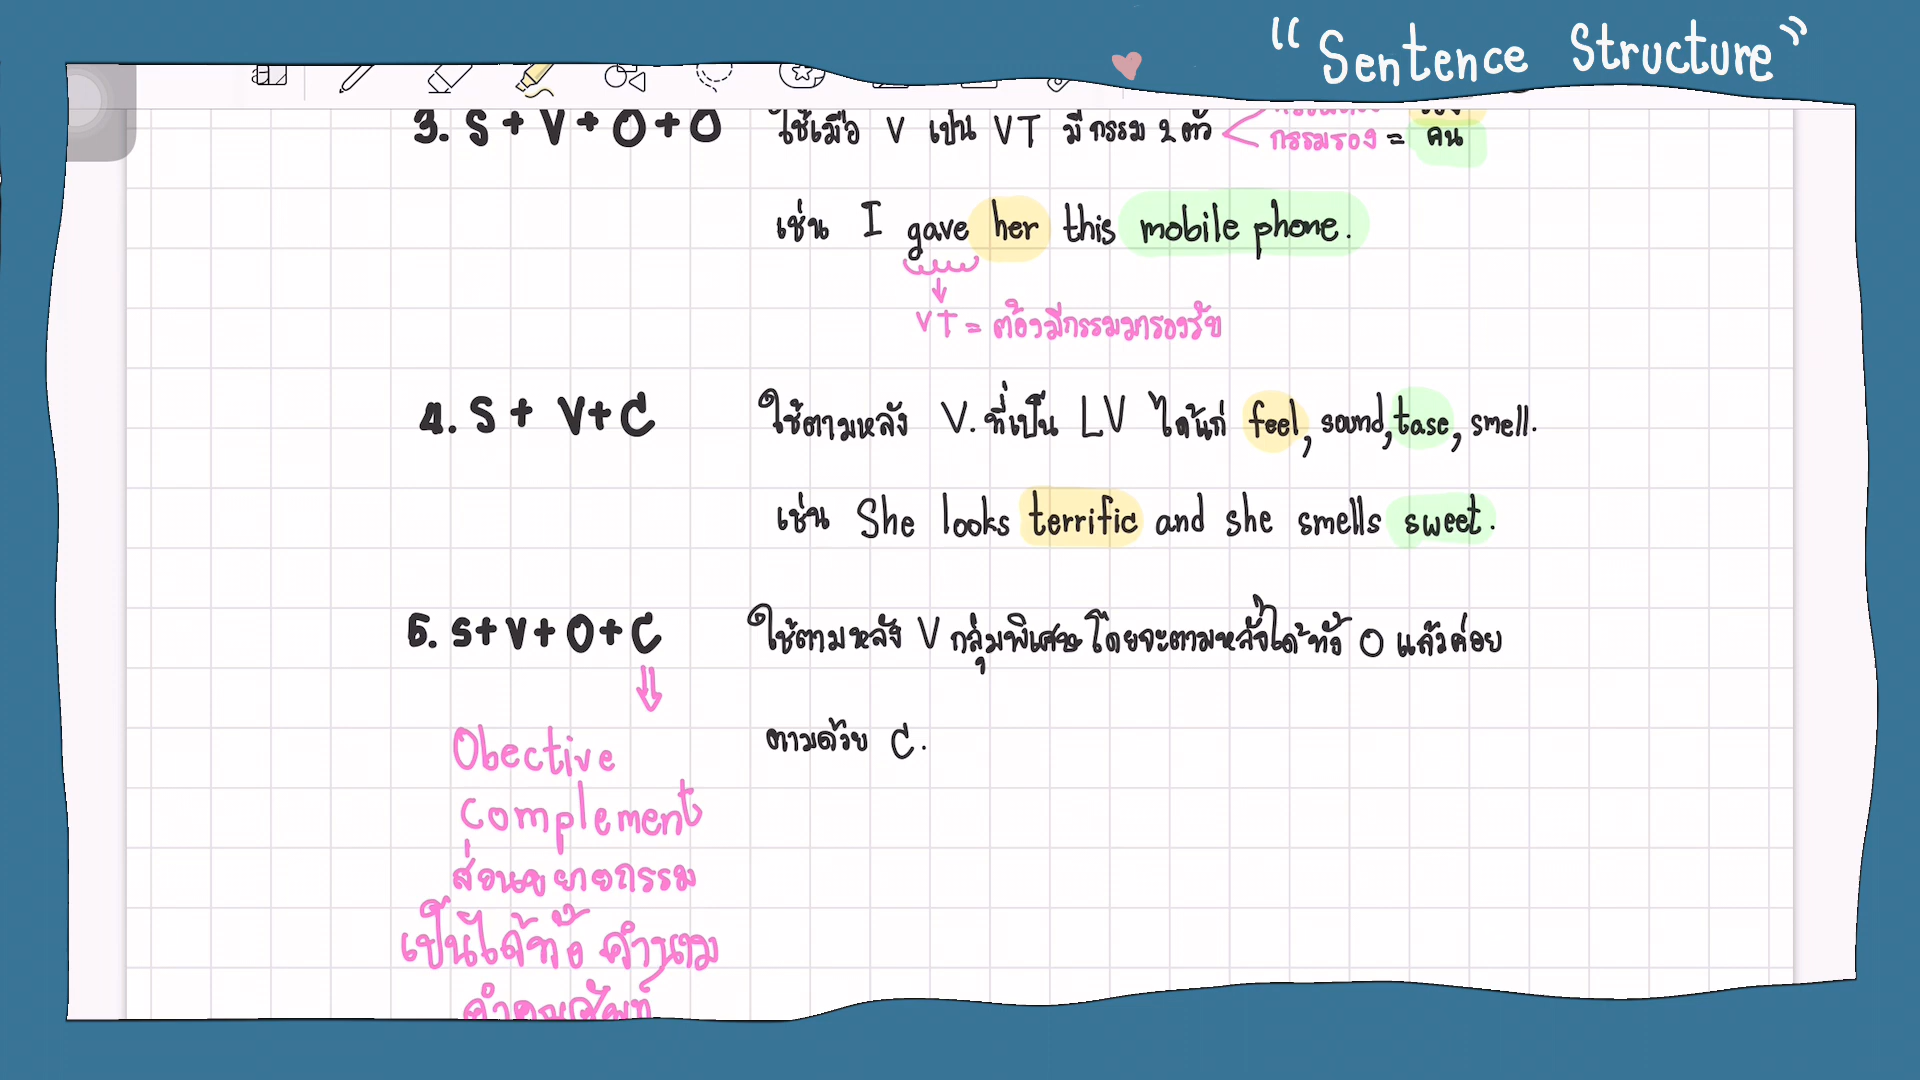 "Sentence Structure"
3. S + V + O + O ใช้เมื่อ V เป็น VT มีกรรม 2 ตัว
กรรมรอง = คน
เช่น I gave her this mobile phone.
VT = ต้องมีกรรมมารองรับ
4. S + V + C ใช้ตามหลัง V. ที่เป็น LV ได้แก่ feel, sound, tase, smell.
เช่น She looks terrific and she smells sweet.
5. S + V + O + C ใช้ตามหลัง V กลุ่มพิเศษ โดยจะตามหลังได้ทั้ง O แล้วค่อย
ตามด้วย C.
Obective
Complement
ส่วนขยายกรรม
เป็นได้ทั้ง คำนาม
คำคุณศัพท์